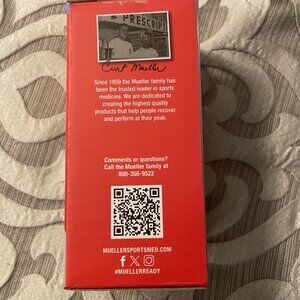 PRESCRIPT
Curt Mueller
Since 1959 the Mueller family has
been the trusted leader in sports
medicine. We are dedicated to
creating the highest quality
products that help people recover
and perform at their peak.
Comments or questions?
Call the Mueller family at
800-356-9522
MUELLERSPORTSMED.COM
#MUELLERREADY